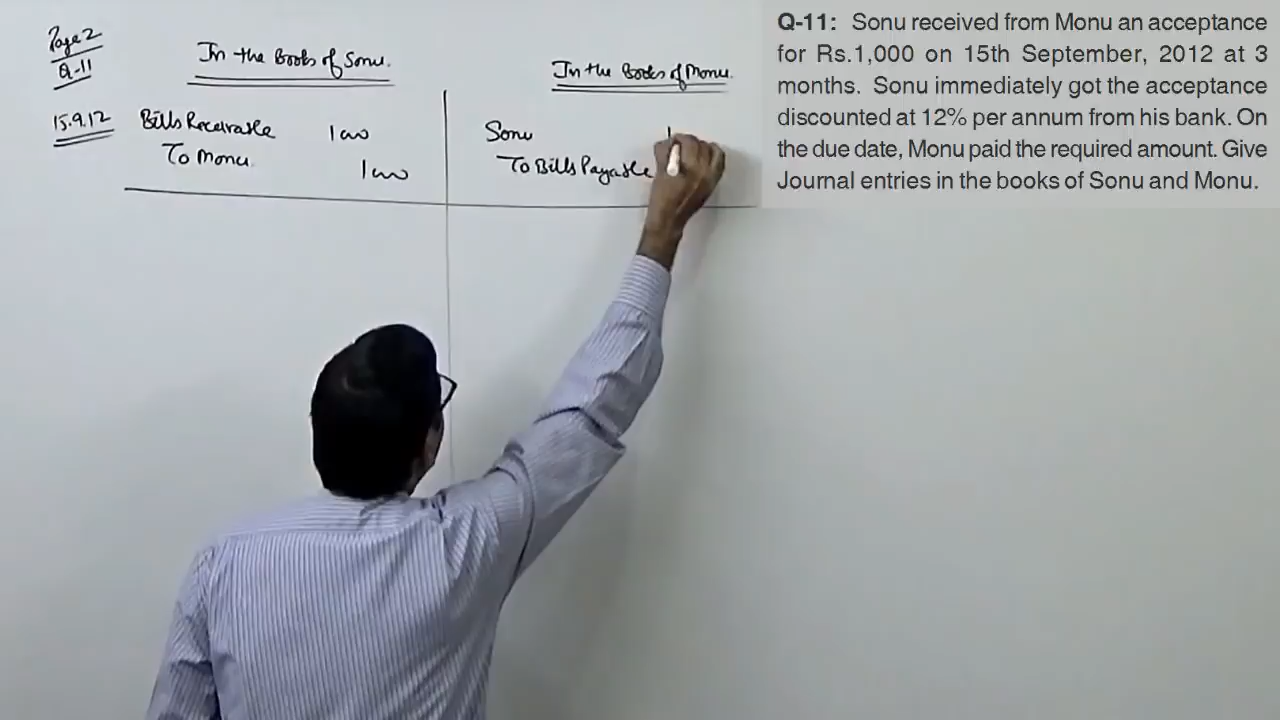 Page 2
Q-11
In the Books of Sonu.
In the Books of Monu.
15.9.12
Bills Receivable 1000
To Monu. 1000
Sonu 1
To Bills Payable
Q-11: Sonu received from Monu an acceptance
for Rs.1,000 on 15th September, 2012 at 3
months. Sonu immediately got the acceptance
discounted at 12% per annum from his bank. On
the due date, Monu paid the required amount. Give
Journal entries in the books of Sonu and Monu.